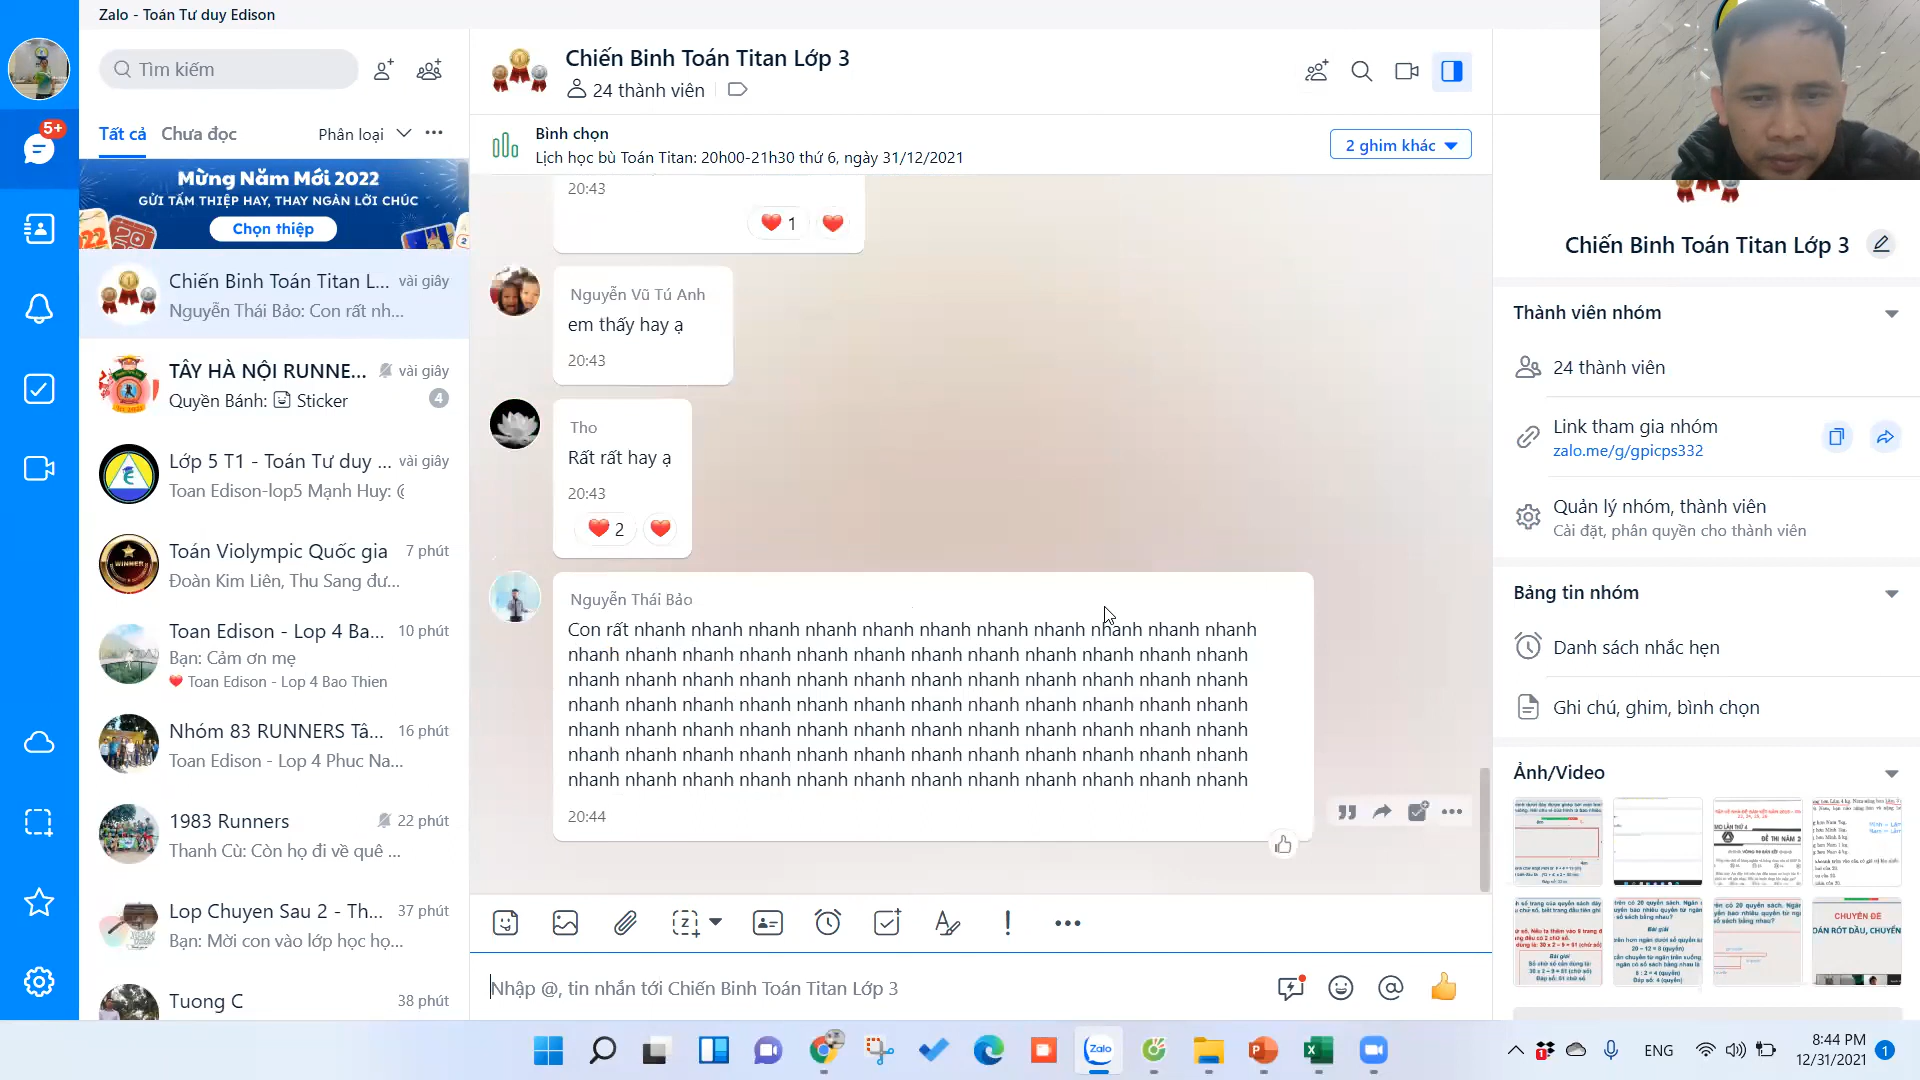 Zalo - Toán Tư duy Edison
Tìm kiếm
Tất cả
Chưa đọc
Phân loại
Mừng Năm Mới 2022
GỬI TẤM THIỆP HAY, THAY NGÀN LỜI CHÚC
Chọn thiệp
5+
Chiến Binh Toán Titan L... vài giây
Nguyễn Thái Bảo: Con rất nh...
TÂY HÀ NỘI RUNNE... vài giây
Quyền Bánh: Sticker
4
Lớp 5 T1 - Toán Tư duy ... vài giây
Toan Edison-lop5 Mạnh Huy: @
Toán Violympic Quốc gia 7 phút
Đoàn Kim Liên, Thu Sang đư...
Toan Edison - Lop 4 Ba... 10 phút
Bạn: Cảm ơn mẹ
Toan Edison - Lop 4 Bao Thien
Nhóm 83 RUNNERS Tâ... 16 phút
Toan Edison - Lop 4 Phuc Na...
1983 Runners 22 phút
Thanh Cù: Còn họ đi về quê ...
Lop Chuyen Sau 2 - Th... 37 phút
Bạn: Mời con vào lớp học họ...
Tuong C 38 phút
Chiến Binh Toán Titan Lớp 3
24 thành viên
Bình chọn
Lịch học bù Toán Titan: 20h00-21h30 thứ 6, ngày 31/12/2021
2 ghim khác
20:43
1
Nguyễn Vũ Tú Anh
em thấy hay ạ
20:43
Tho
Rất rất hay ạ
20:43
2
Nguyễn Thái Bảo
Con rất nhanh nhanh nhanh nhanh nhanh nhanh nhanh nhanh nhanh nhanh nhanh
nhanh nhanh nhanh nhanh nhanh nhanh nhanh nhanh nhanh nhanh nhanh nhanh
nhanh nhanh nhanh nhanh nhanh nhanh nhanh nhanh nhanh nhanh nhanh nhanh
nhanh nhanh nhanh nhanh nhanh nhanh nhanh nhanh nhanh nhanh nhanh nhanh
nhanh nhanh nhanh nhanh nhanh nhanh nhanh nhanh nhanh nhanh nhanh nhanh
nhanh nhanh nhanh nhanh nhanh nhanh nhanh nhanh nhanh nhanh nhanh nhanh
nhanh nhanh nhanh nhanh nhanh nhanh nhanh nhanh nhanh nhanh nhanh nhanh
20:44
Nhập @, tin nhắn tới Chiến Binh Toán Titan Lớp 3
Chiến Binh Toán Titan Lớp 3
Thành viên nhóm
24 thành viên
Link tham gia nhóm
zalo.me/g/gpicps332
Quản lý nhóm, thành viên
Cài đặt, phân quyền cho thành viên
Bảng tin nhóm
Danh sách nhắc hẹn
Ghi chú, ghim, bình chọn
Ảnh/Video
CHUYÊN ĐỀ
Zalo
ENG
8:44 PM
12/31/2021
1